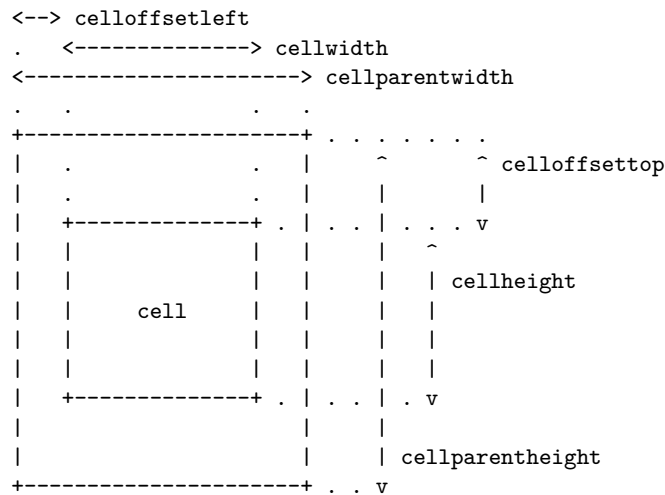 <--> celloffsetleft
.   <--------------> cellwidth
<----------------------> cellparentwidth
.   .              .   .
+----------------------+ . . . . . . .
|   .              .   |     ^       ^ celloffsettop
|   .              .   |     |       |
|   +--------------+ . | . . | . . . v
|   |              |   |     |   ^
|   |              |   |     |   | cellheight
|   |     cell     |   |     |   |
|   |              |   |     |   |
|   |              |   |     |   |
|   +--------------+ . | . . | . v
|                      |     |
|                      |     | cellparentheight
+----------------------+ . . v